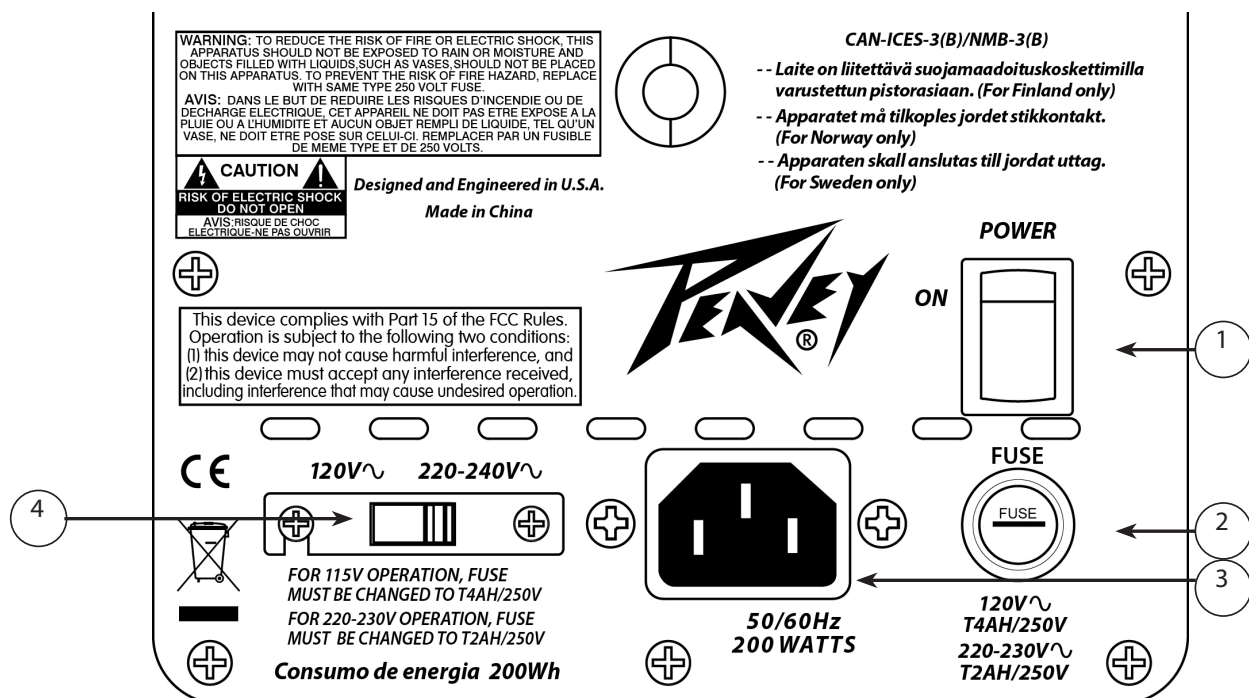 WARNING: TO REDUCE THE RISK OF FIRE OR ELECTRIC SHOCK, THIS
APPARATUS SHOULD NOT BE EXPOSED TO RAIN OR MOISTURE AND
OBJECTS FILLED WITH LIQUIDS,SUCH AS VASES,SHOULD NOT BE PLACED
ON THIS APPARATUS. TO PREVENT THE RISK OF FIRE HAZARD, REPLACE
WITH SAME TYPE 250 VOLT FUSE.
AVIS: DANS LE BUT DE REDUIRE LES RISQUES D'INCENDIE OU DE
DECHARGE ELECTRIQUE, CET APPAREIL NE DOIT PAS ETRE EXPOSE A LA
PLUIE OU A L'HUMIDITE ET AUCUN OBJET REMPLI DE LIQUIDE, TEL QU'UN
VASE, NE DOIT ETRE POSE SUR CELUI-CI. REMPLACER PAR UN FUSIBLE
DE MEME TYPE ET DE 250 VOLTS.
CAUTION
RISK OF ELECTRIC SHOCK
DO NOT OPEN
AVIS:RISQUE DE CHOC
ELECTRIQUE-NE PAS OUVRIR
Designed and Engineered in U.S.A.
Made in China
CAN-ICES-3(B)/NMB-3(B)
- - Laite on liitettävä suojamaadoituskoskettimilla
varustettun pistorasiaan. (For Finland only)
- - Apparatet må tilkoples jordet stikkontakt.
(For Norway only)
- - Apparaten skall anslutas till jordat uttag.
(For Sweden only)
PEAVEY
®
POWER
ON
1
This device complies with Part 15 of the FCC Rules.
Operation is subject to the following two conditions:
(1) this device may not cause harmful interference, and
(2) this device must accept any interference received,
including interference that may cause undesired operation.
CE
120V∿ 220-240V∿
4
FOR 115V OPERATION, FUSE
MUST BE CHANGED TO T4AH/250V
FOR 220-230V OPERATION, FUSE
MUST BE CHANGED TO T2AH/250V
Consumo de energia 200Wh
50/60Hz
200 WATTS
FUSE
FUSE
2
3
120V∿
T4AH/250V
220-230V∿
T2AH/250V